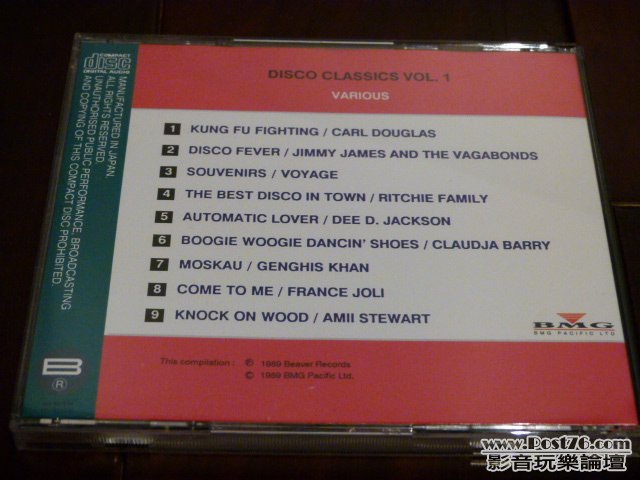 COMPACT
disc
DIGITAL AUDIO
MANUFACTURED IN JAPAN.
ALL RIGHTS RESERVED
UNAUTHORISED PUBLIC PERFORMANCE, BROADCASTING
AND COPYING OF THIS COMPACT DISC PROHIBITED.
B
R
DISCO CLASSICS VOL. 1
VARIOUS
1 KUNG FU FIGHTING / CARL DOUGLAS
2 DISCO FEVER / JIMMY JAMES AND THE VAGABONDS
3 SOUVENIRS / VOYAGE
4 THE BEST DISCO IN TOWN / RITCHIE FAMILY
5 AUTOMATIC LOVER / DEE D. JACKSON
6 BOOGIE WOOGIE DANCIN' SHOES / CLAUDJA BARRY
7 MOSKAU / GENGHIS KHAN
8 COME TO ME / FRANCE JOLI
9 KNOCK ON WOOD / AMII STEWART
BMG
BMG PACIFIC LTD
This compilation : ℗ 1989 Beaver Records
© 1989 BMG Pacific Ltd.
www.Post76.com
影音玩樂論壇